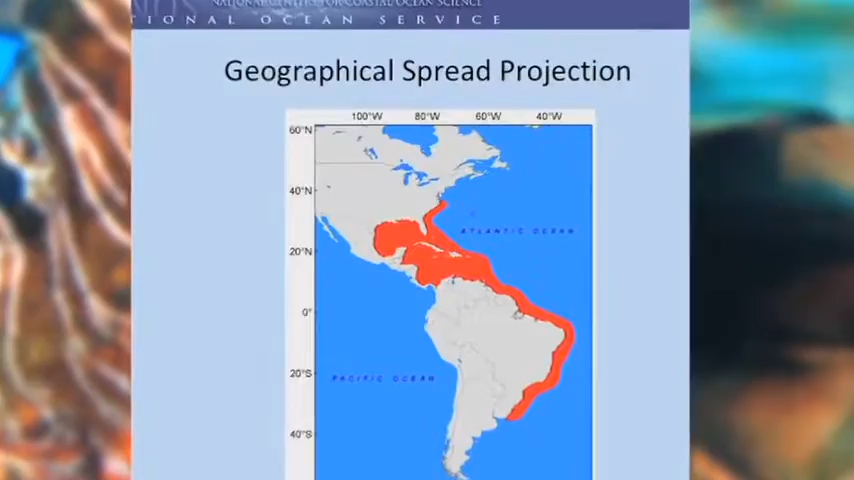 NATIONAL CENTERS FOR COASTAL OCEAN SCIENCE
TIONAL OCEAN SERVICE
Geographical Spread Projection
100°W 80°W 60°W 40°W
60°N
40°N
ATLANTIC OCEAN
20°N
0°
PACIFIC OCEAN
20°S
40°S